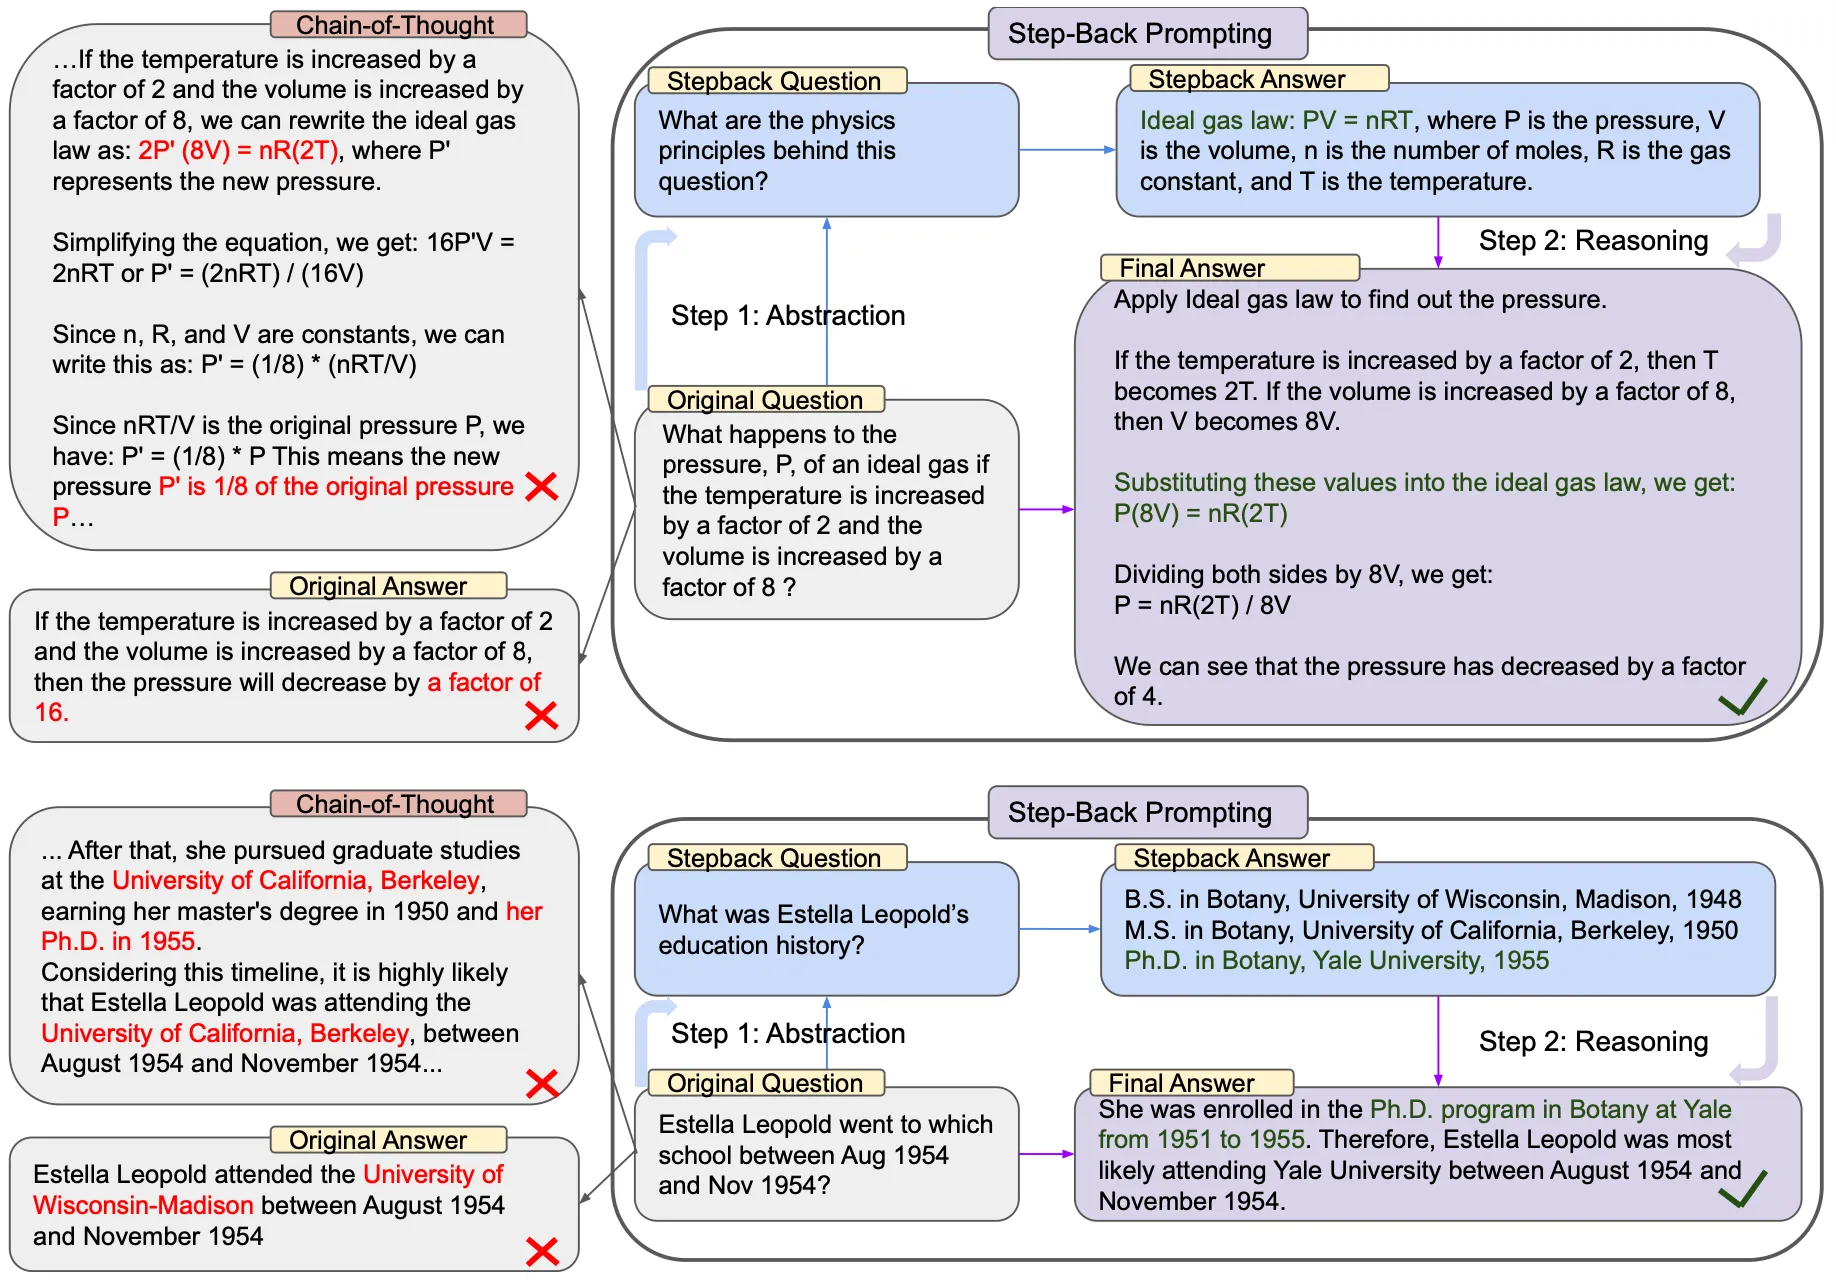 Chain-of-Thought
…If the temperature is increased by a
factor of 2 and the volume is increased by
a factor of 8, we can rewrite the ideal gas
law as: 2P' (8V) = nR(2T), where P'
represents the new pressure.
Simplifying the equation, we get: 16P'V =
2nRT or P' = (2nRT) / (16V)
Since n, R, and V are constants, we can
write this as: P' = (1/8) * (nRT/V)
Since nRT/V is the original pressure P, we
have: P' = (1/8) * P This means the new
pressure P' is 1/8 of the original pressure
P…
Original Answer
If the temperature is increased by a factor of 2
and the volume is increased by a factor of 8,
then the pressure will decrease by a factor of
16.
Step-Back Prompting
Stepback Question
What are the physics
principles behind this
question?
Stepback Answer
Ideal gas law: PV = nRT, where P is the pressure, V
is the volume, n is the number of moles, R is the gas
constant, and T is the temperature.
Step 1: Abstraction
Step 2: Reasoning
Original Question
What happens to the
pressure, P, of an ideal gas if
the temperature is increased
by a factor of 2 and the
volume is increased by a
factor of 8 ?
Final Answer
Apply Ideal gas law to find out the pressure.
If the temperature is increased by a factor of 2, then T
becomes 2T. If the volume is increased by a factor of 8,
then V becomes 8V.
Substituting these values into the ideal gas law, we get:
P(8V) = nR(2T)
Dividing both sides by 8V, we get:
P = nR(2T) / 8V
We can see that the pressure has decreased by a factor
of 4.
Chain-of-Thought
... After that, she pursued graduate studies
at the University of California, Berkeley,
earning her master's degree in 1950 and her
Ph.D. in 1955.
Considering this timeline, it is highly likely
that Estella Leopold was attending the
University of California, Berkeley, between
August 1954 and November 1954...
Original Answer
Estella Leopold attended the University of
Wisconsin-Madison between August 1954
and November 1954
Step-Back Prompting
Stepback Question
What was Estella Leopold’s
education history?
Stepback Answer
B.S. in Botany, University of Wisconsin, Madison, 1948
M.S. in Botany, University of California, Berkeley, 1950
Ph.D. in Botany, Yale University, 1955
Step 1: Abstraction
Step 2: Reasoning
Original Question
Estella Leopold went to which
school between Aug 1954
and Nov 1954?
Final Answer
She was enrolled in the Ph.D. program in Botany at Yale
from 1951 to 1955. Therefore, Estella Leopold was most
likely attending Yale University between August 1954 and
November 1954.